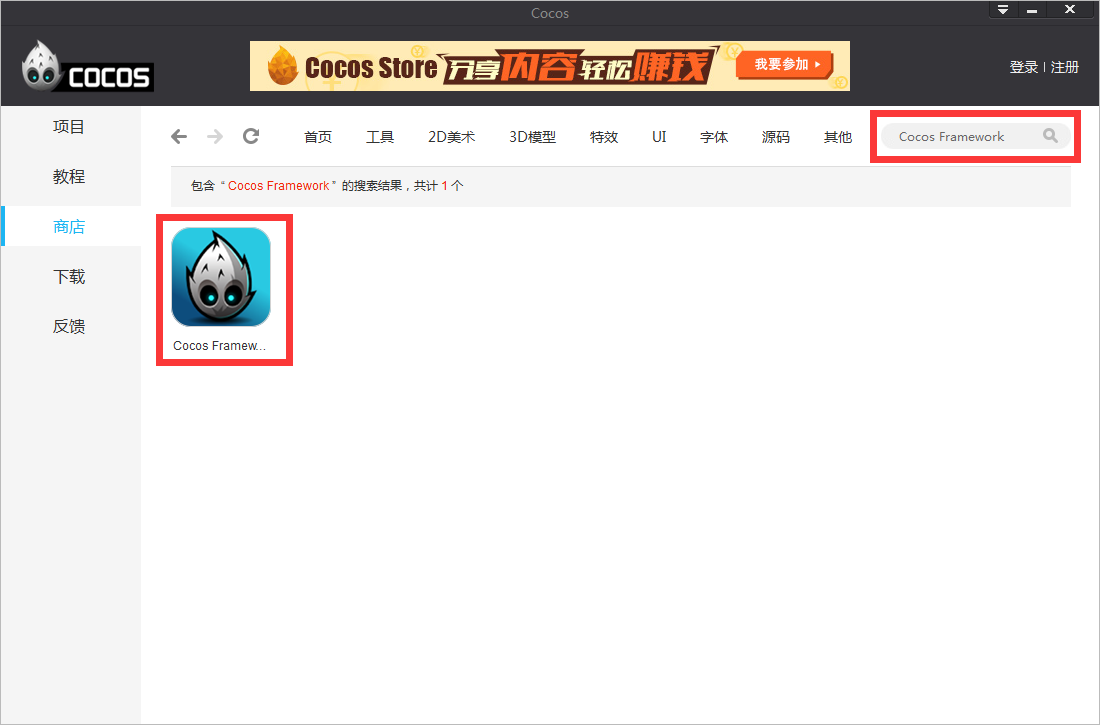 Cocos
COCOS
Cocos Store 分享内容轻松赚钱
我要参加
登录 | 注册
项目
教程
商店
下载
反馈
首页 工具 2D美术 3D模型 特效 UI 字体 源码 其他
Cocos Framework
包含 “ Cocos Framework ” 的搜索结果，共计 1 个
Cocos Framew...